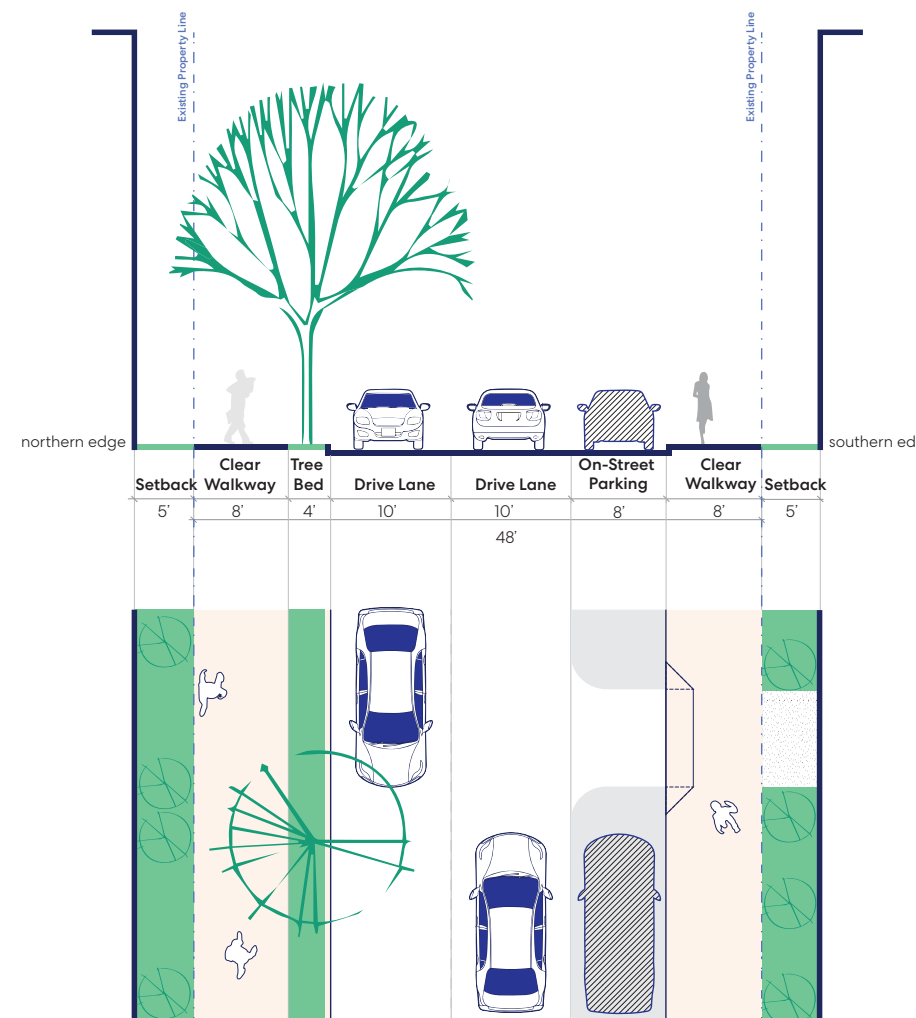 Existing Property Line
Existing Property Line
northern edge
southern ed
Setback
Clear
Walkway
Tree
Bed
Drive Lane
Drive Lane
On-Street
Parking
Clear
Walkway
Setback
5’
8’
4’
10’
10’
8’
8’
5’
48’